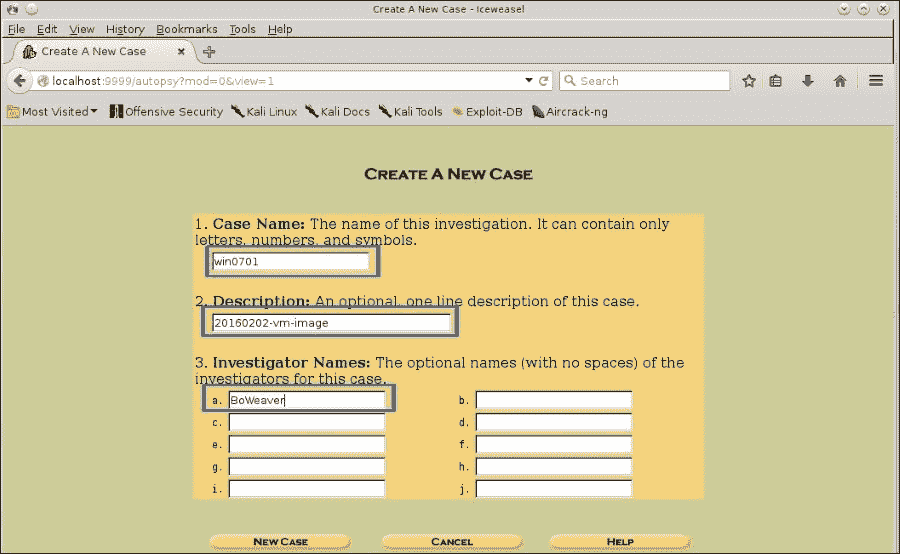 Create A New Case - Iceweasel
File Edit View History Bookmarks Tools Help
Create A New Case
localhost:9999/autopsy?mod=0&view=1
Search
Most Visited Offensive Security Kali Linux Kali Docs Kali Tools Exploit-DB Aircrack-ng
CREATE A NEW CASE
1. Case Name: The name of this investigation. It can contain only
letters, numbers, and symbols.
win0701
2. Description: An optional, one line description of this case.
20160202-vm-image
3. Investigator Names: The optional names (with no spaces) of the
investigators for this case.
a. BoWeaver b.
c. d.
e. f.
g. h.
i. j.
NEW CASE CANCEL HELP